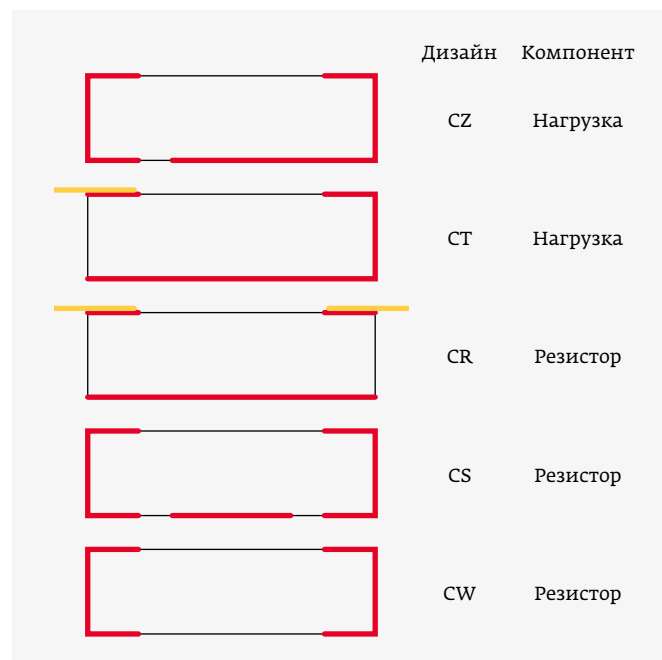 Дизайн Компонент
CZ Нагрузка
CT Нагрузка
CR Резистор
CS Резистор
CW Резистор